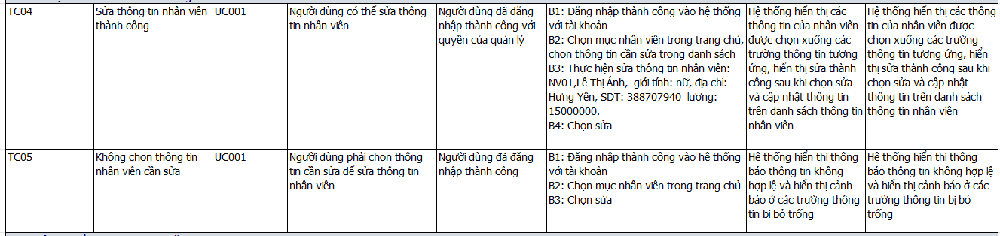 TC04
Sửa thông tin nhân viên
thành công
UC001
Người dùng có thể sửa thông
tin nhân viên
Người dùng đã đăng
nhập thành công với
quyền của quản lý
B1: Đăng nhập thành công vào hệ thống
với tài khoản
B2: Chọn mục nhân viên trong trang chủ,
chọn thông tin cần sửa trong danh sách
B3: Thực hiện sửa thông tin nhân viên:
NV01,Lê Thị Ánh,  giới tính: nữ, địa chỉ:
Hưng Yên, SDT: 388707940  lương:
15000000.
B4: Chọn sửa
Hệ thống hiển thị các
thông tin của nhân viên
được chọn xuống các
trường thông tin tương
ứng, hiển thị sửa thành
công sau khi chọn sửa
và cập nhật thông tin
trên danh sách thông tin
nhân viên
Hệ thống hiển thị các thông
tin của nhân viên được
chọn xuống các trường
thông tin tương ứng, hiển
thị sửa thành công sau khi
chọn sửa và cập nhật
thông tin trên danh sách
thông tin nhân viên
TC05
Không chọn thông tin
nhân viên cần sửa
UC001
Người dùng phải chọn thông
tin cần sửa để sửa thông tin
nhân viên
Người dùng đã đăng
nhập thành công
B1: Đăng nhập thành công vào hệ thống
với tài khoản
B2: Chọn mục nhân viên trong trang chủ
B3: Chọn sửa
Hệ thống hiển thị thông
báo thông tin không
hợp lệ và hiển thị cảnh
báo ở các trường thông
tin bị bỏ trống
Hệ thống hiển thị thông
báo thông tin không hợp lệ
và hiển thị cảnh báo ở các
trường thông tin bị bỏ
trống